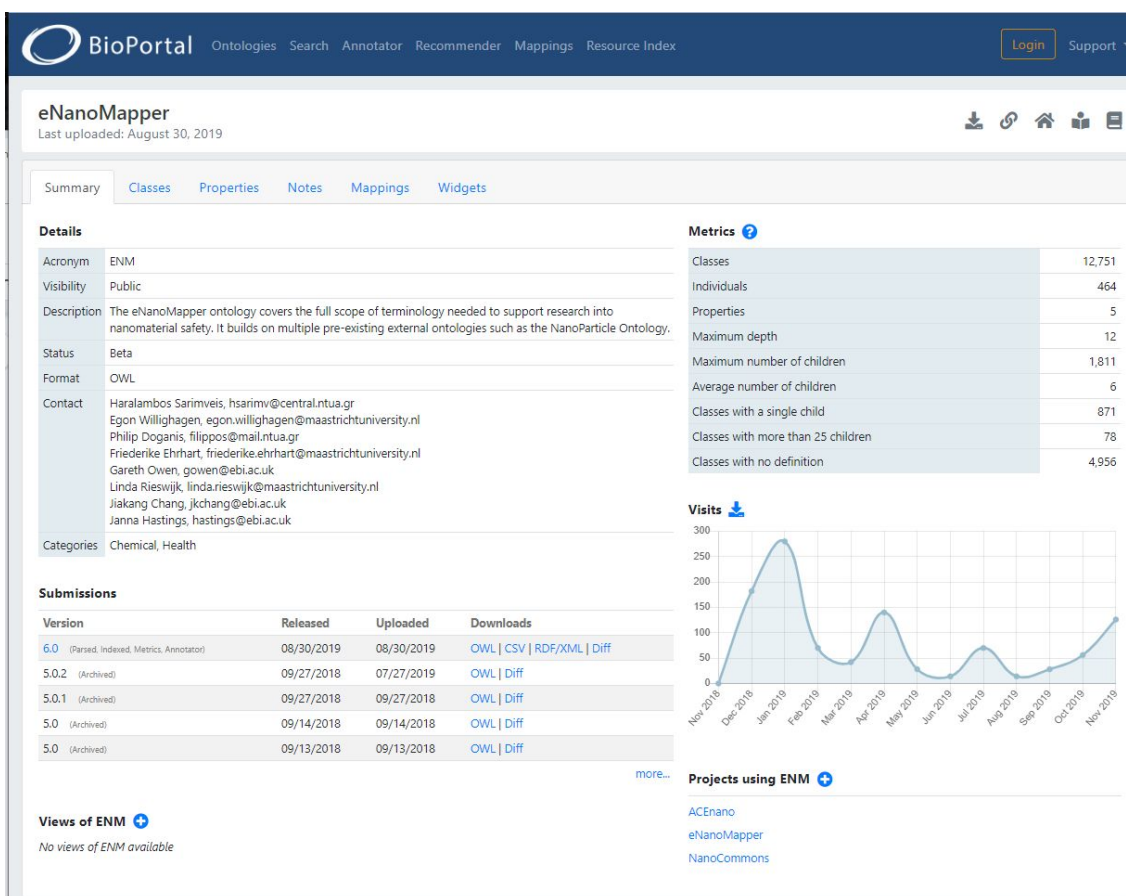 BioPortal Ontologies Search Annotator Recommender Mappings Resource Index Login Support
eNanoMapper
Last uploaded: August 30, 2019
Summary Classes Properties Notes Mappings Widgets
Details
Acronym ENM
Visibility Public
Description The eNanoMapper ontology covers the full scope of terminology needed to support research into
nanomaterial safety. It builds on multiple pre-existing external ontologies such as the NanoParticle Ontology.
Status Beta
Format OWL
Contact Haralambos Sarimveis, hsarimv@central.ntua.gr
Egon Willighagen, egon.willighagen@maastrichtuniversity.nl
Philip Doganis, filippos@mail.ntua.gr
Friederike Ehrhart, friederike.ehrhart@maastrichtuniversity.nl
Gareth Owen, gowen@ebi.ac.uk
Linda Rieswijk, linda.rieswijk@maastrichtuniversity.nl
Jiakang Chang, jkchang@ebi.ac.uk
Janna Hastings, hastings@ebi.ac.uk
Categories Chemical, Health
Submissions
Version Released Uploaded Downloads
6.0 (Parsed, Indexed, Metrics, Annotator) 08/30/2019 08/30/2019 OWL | CSV | RDF/XML | Diff
5.0.2 (Archived) 09/27/2018 07/27/2019 OWL | Diff
5.0.1 (Archived) 09/27/2018 09/27/2018 OWL | Diff
5.0 (Archived) 09/14/2018 09/14/2018 OWL | Diff
5.0 (Archived) 09/13/2018 09/13/2018 OWL | Diff
more...
Views of ENM
No views of ENM available
Metrics
Classes 12,751
Individuals 464
Properties 5
Maximum depth 12
Maximum number of children 1,811
Average number of children 6
Classes with a single child 871
Classes with more than 25 children 78
Classes with no definition 4,956
Visits
300
250
200
150
100
50
0
Nov 2018 Dec 2018 Jan 2019 Feb 2019 Mar 2019 Apr 2019 May 2019 Jun 2019 Jul 2019 Aug 2019 Sep 2019 Oct 2019 Nov 2019
Projects using ENM
ACEnano
eNanoMapper
NanoCommons